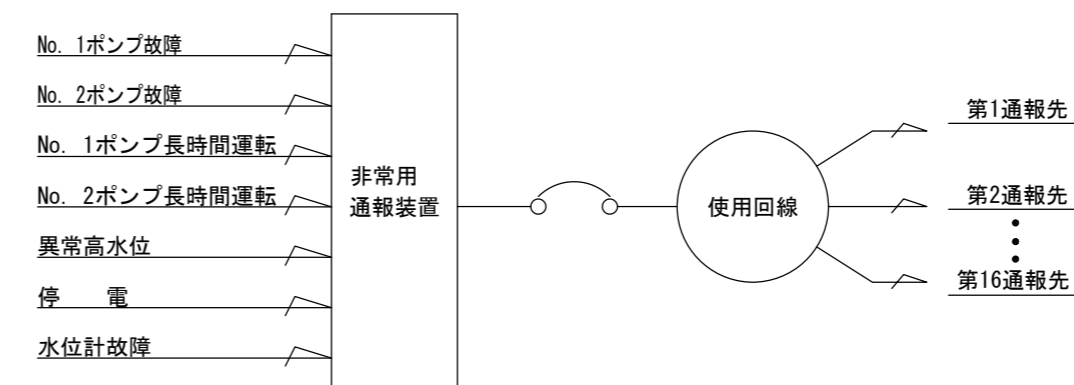 No. 1ポンプ故障
No. 2ポンプ故障
No. 1ポンプ長時間運転
No. 2ポンプ長時間運転
異常高水位
停　　電
水位計故障
非常用
通報装置
使用回線
第1通報先
第2通報先
第16通報先